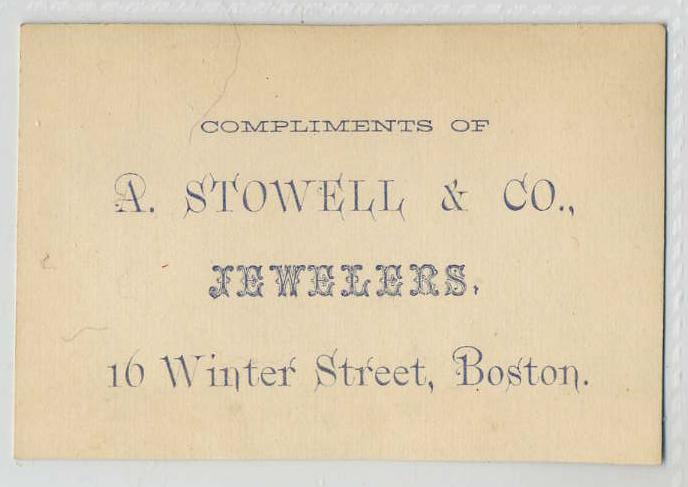 COMPLIMENTS OF
A. STOWELL & CO.,
JEWELERS.
16 Winter Street, Boston.